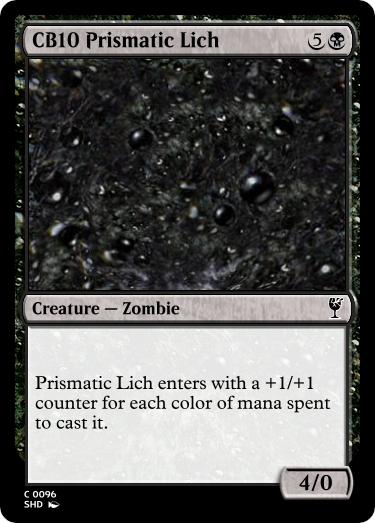 CB10 Prismatic Lich 5
Creature — Zombie
Prismatic Lich enters with a +1/+1
counter for each color of mana spent
to cast it.
4/0
C 0096
SHD